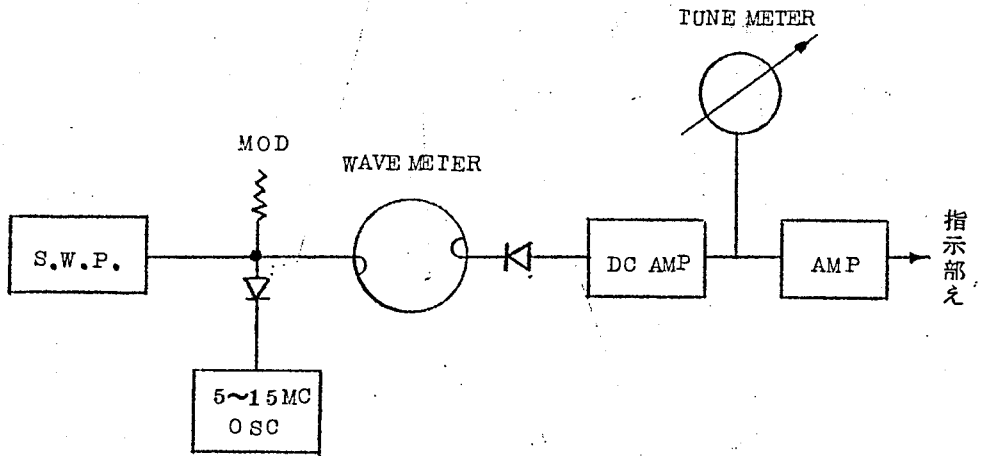 TUNE METER
MOD
WAVE METER
S.W.P.
DC AMP
AMP
指示部え
5~15MC
OSC